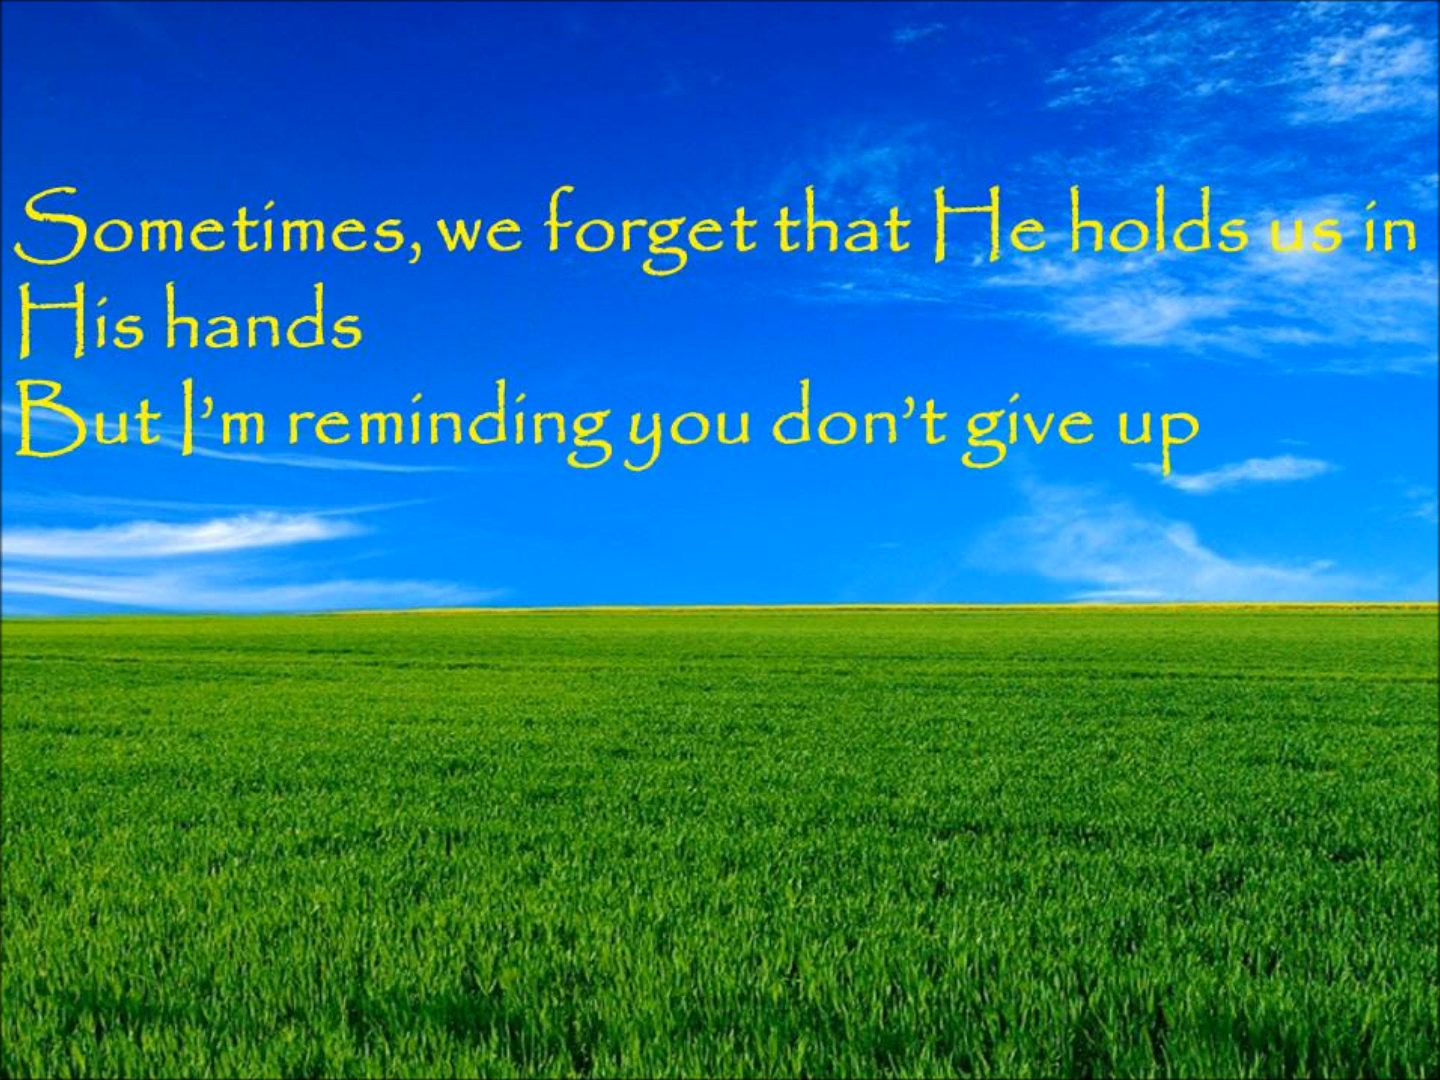 Sometimes, we forget that He holds us in
His hands
But I’m reminding you don’t give up